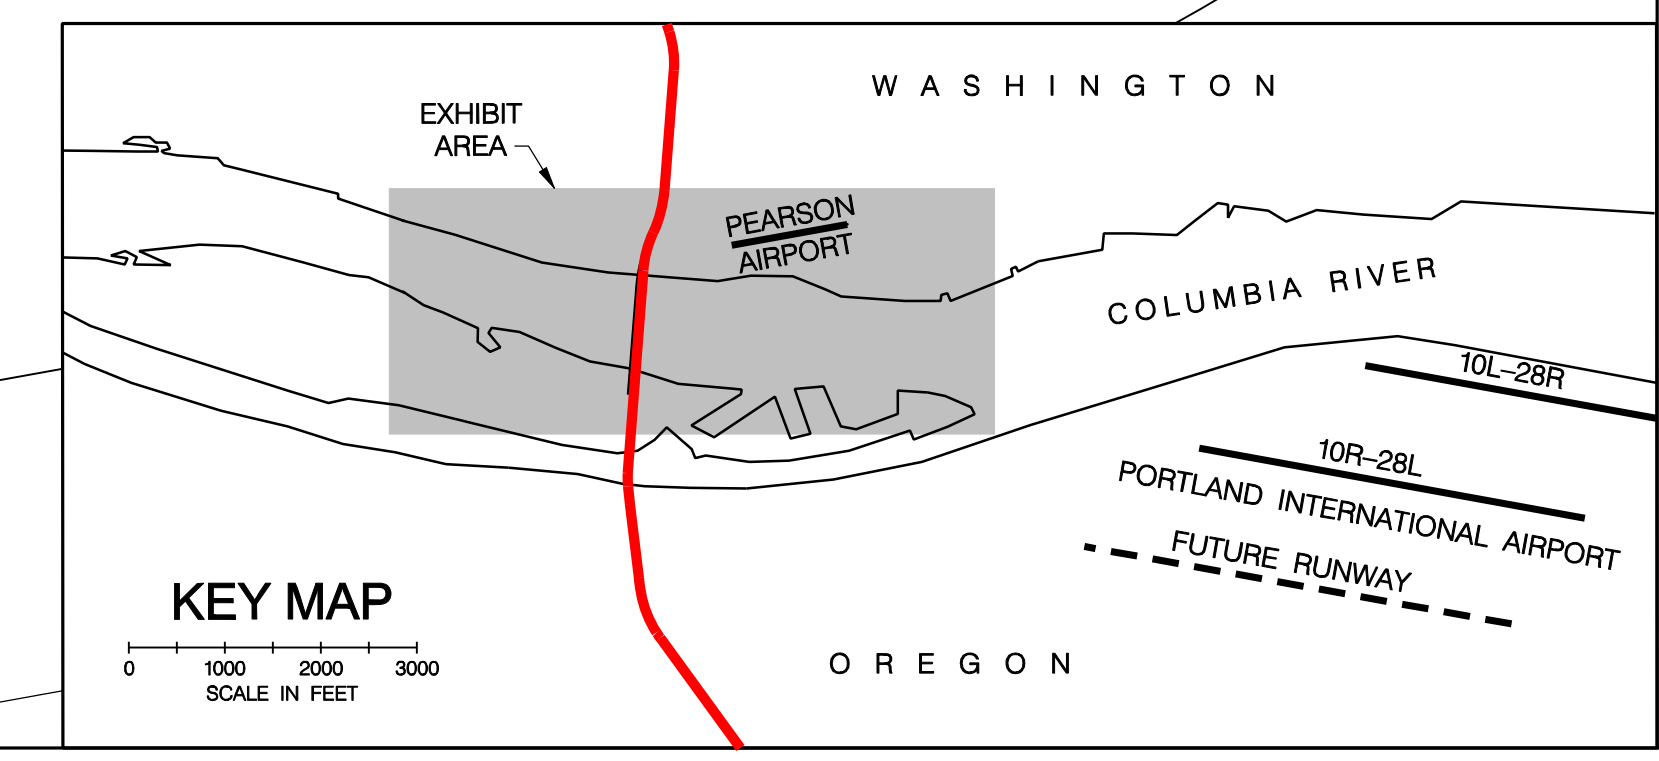 WASHINGTON
EXHIBIT
AREA
PEARSON
AIRPORT
COLUMBIA RIVER
10L–28R
10R–28L
PORTLAND INTERNATIONAL AIRPORT
FUTURE RUNWAY
KEY MAP
0 1000 2000 3000
SCALE IN FEET
OREGON